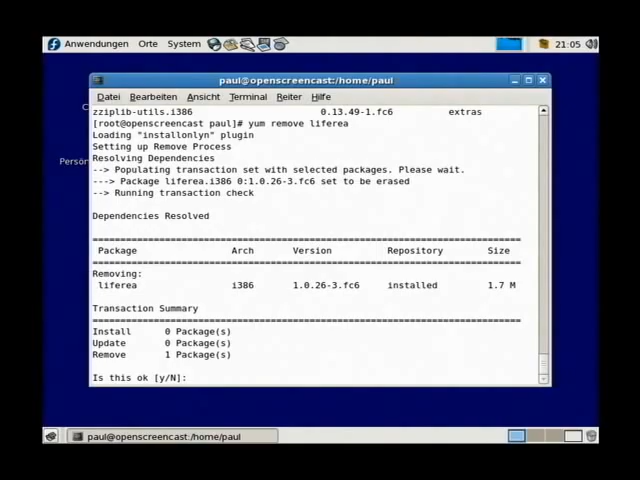 Anwendungen Orte System 21:05
paul@openscreencast:/home/paul
Datei Bearbeiten Ansicht Terminal Reiter Hilfe
zziplib-utils.i386 0.13.49-1.fc6 extras
[root@openscreencast paul]# yum remove liferea
Loading "installonlyn" plugin
Setting up Remove Process
Resolving Dependencies
--> Populating transaction set with selected packages. Please wait.
---> Package liferea.i386 0:1.0.26-3.fc6 set to be erased
--> Running transaction check
Dependencies Resolved
=============================================================================
Package Arch Version Repository Size
=============================================================================
Removing:
liferea i386 1.0.26-3.fc6 installed 1.7 M
Transaction Summary
=============================================================================
Install 0 Package(s)
Update 0 Package(s)
Remove 1 Package(s)
Is this ok [y/N]:
paul@openscreencast:/home/paul